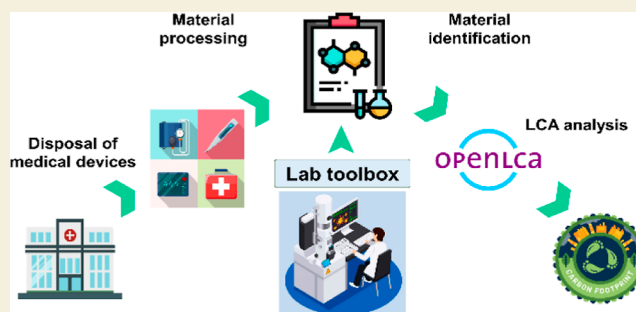 Material
processing
Material
identification
Disposal of
medical devices
LCA analysis
openLCA
Lab toolbox
CARBON FOOTPRINT